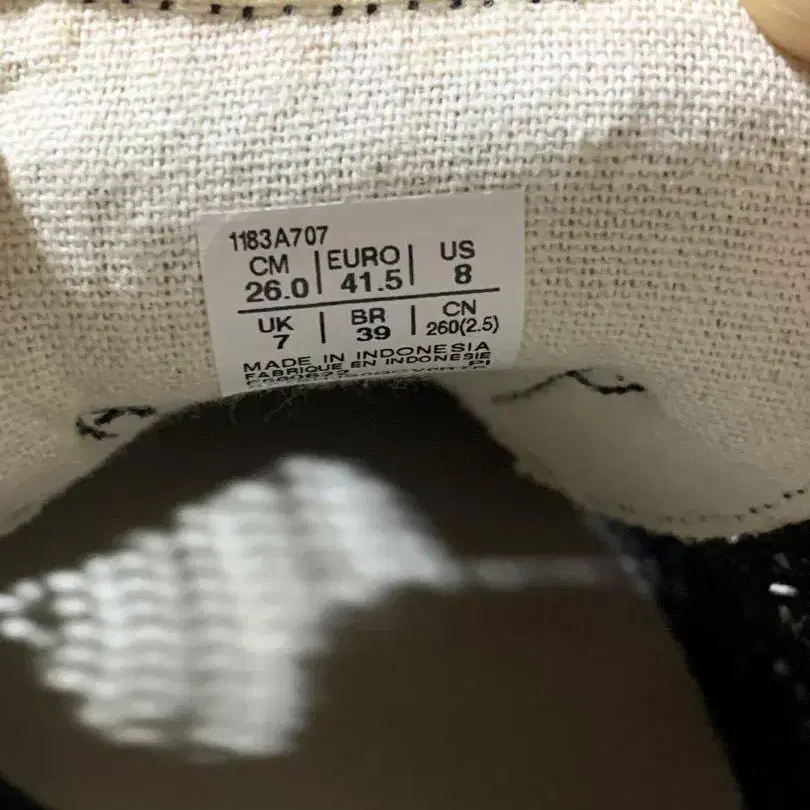 1183A707
CM | EURO | US
26.0 | 41.5 | 8
UK | BR | CN
7 | 39 | 260(2.5)
MADE IN INDONESIA
FABRIQUE EN INDONESIE